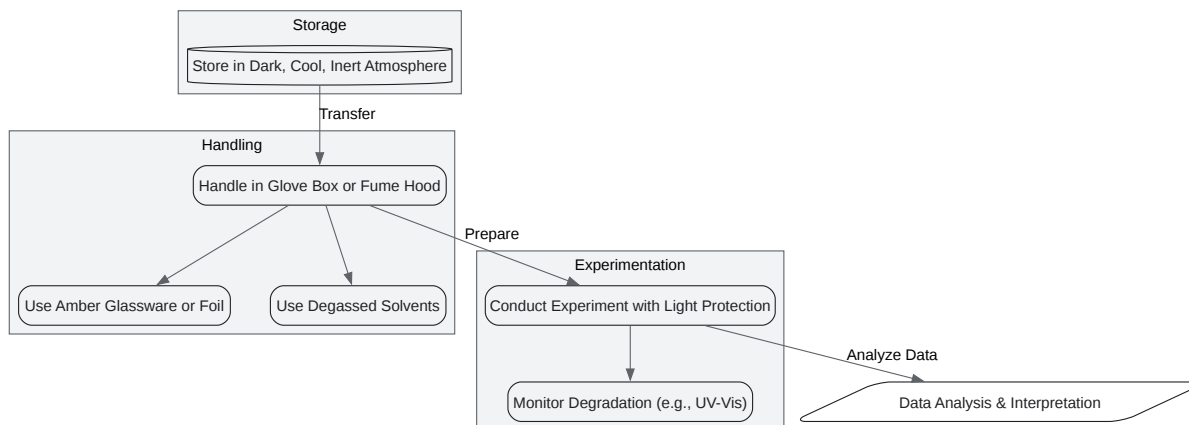 Storage
Store in Dark, Cool, Inert Atmosphere
Transfer
Handling
Handle in Glove Box or Fume Hood
Prepare
Use Amber Glassware or Foil
Use Degassed Solvents
Experimentation
Conduct Experiment with Light Protection
Analyze Data
Monitor Degradation (e.g., UV-Vis)
Data Analysis & Interpretation